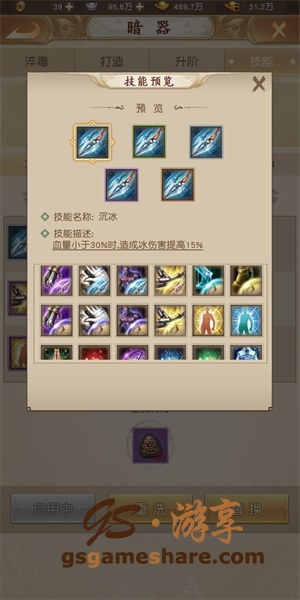 39 + 96.6万 + 489.7万 31.2万
暗器
淬毒 打造 升阶 技能
技能预览
预览
技能名称: 沉冰
技能描述:
血量小于30%时,造成冰伤害提高15%
启用中 重洗 替换
GS·游享
gsgameshare.com